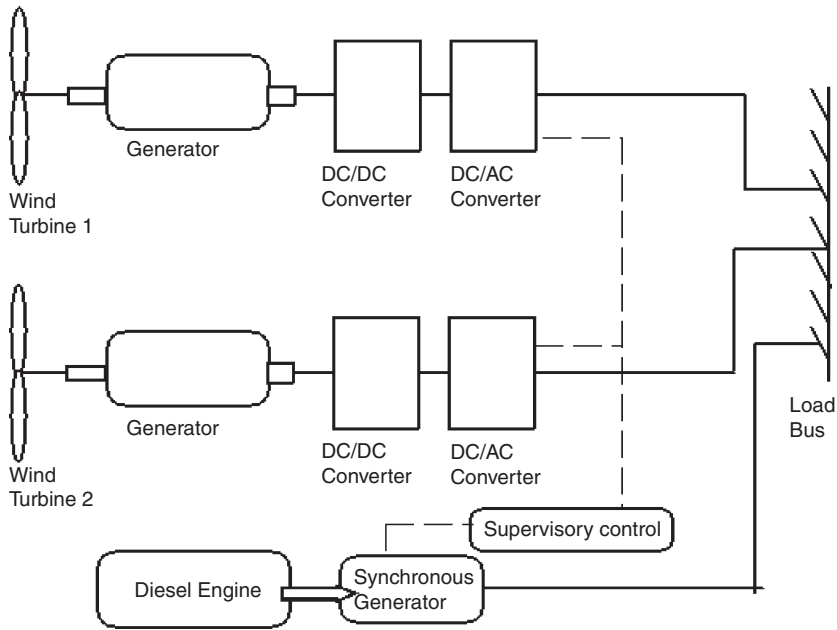 Generator
DC/DC
Converter
DC/AC
Converter
Wind
Turbine 1
Generator
DC/DC
Converter
DC/AC
Converter
Load
Bus
Wind
Turbine 2
Supervisory control
Diesel Engine
Synchronous
Generator